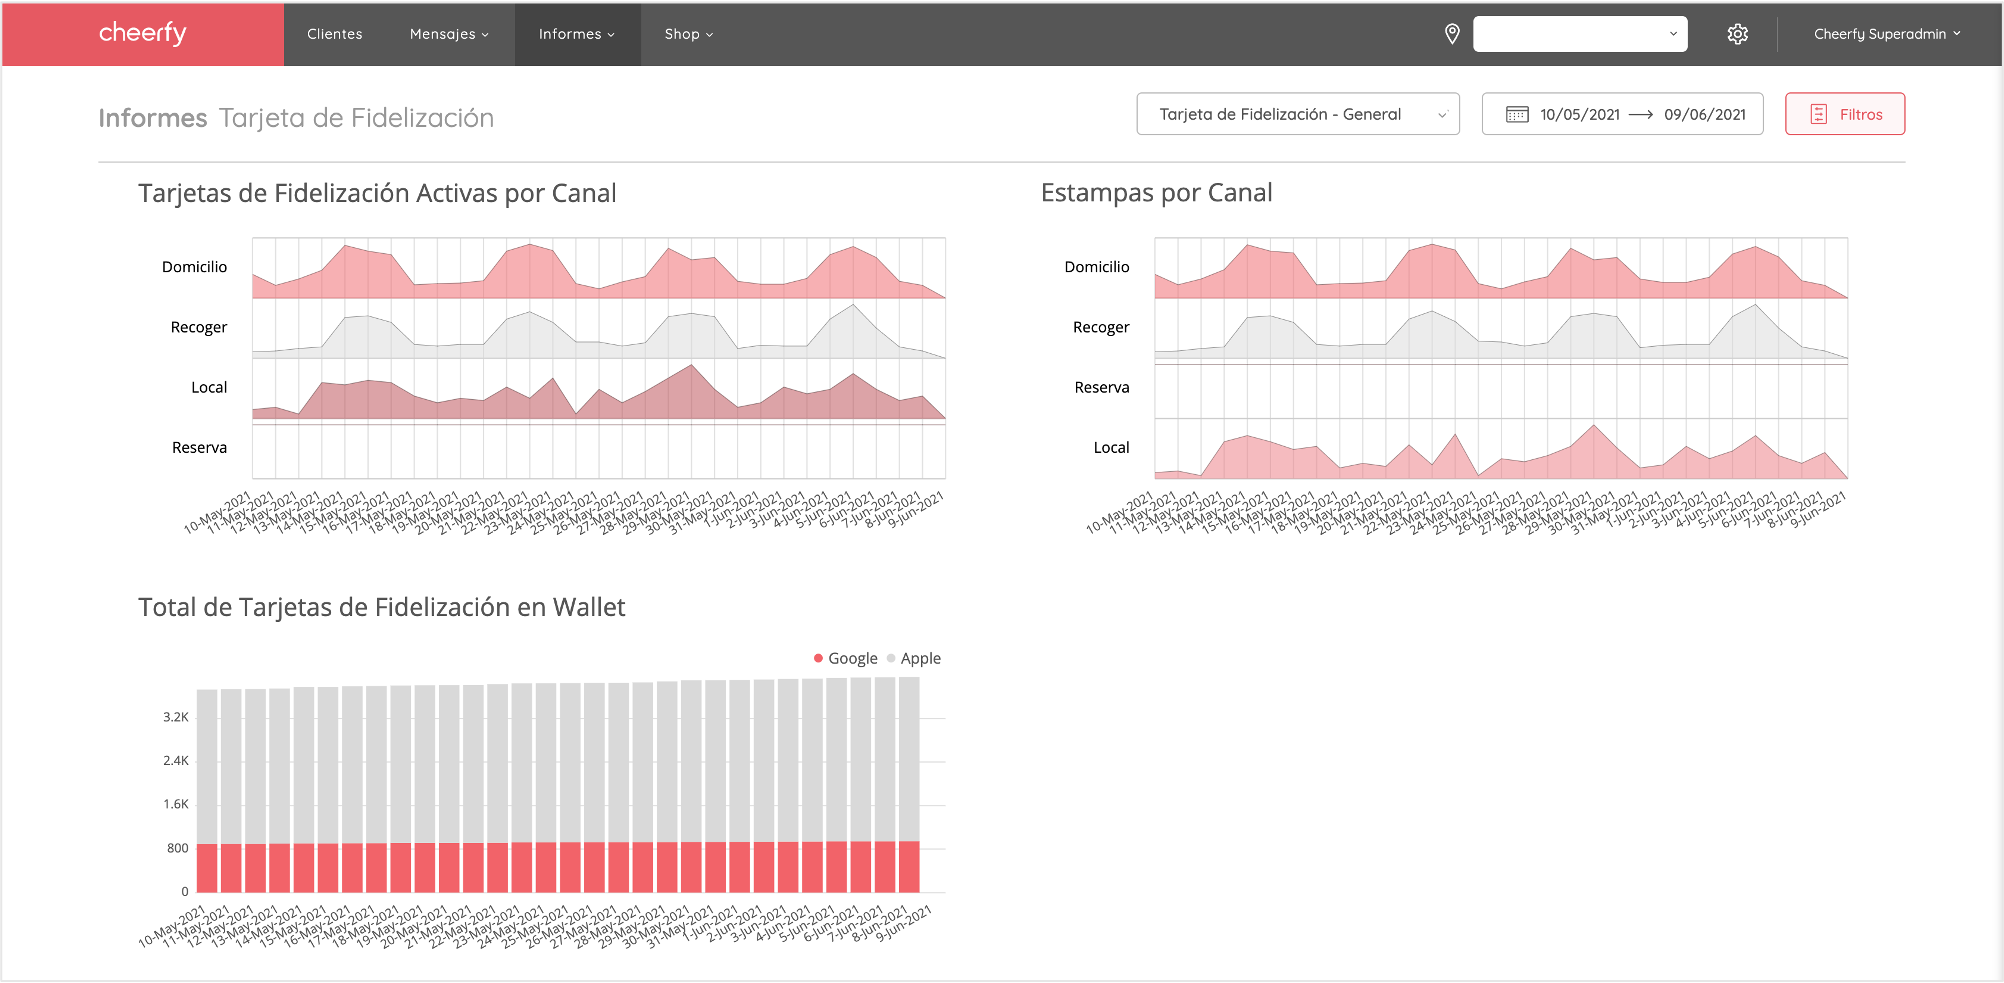 cheerfy
Clientes
Mensajes
Informes
Shop
Cheerfy Superadmin
Informes Tarjeta de Fidelización
Tarjeta de Fidelización - General
10/05/2021 → 09/06/2021
Filtros
Tarjetas de Fidelización Activas por Canal
Domicilio
Recoger
Local
Reserva
10-May-2021
11-May-2021
12-May-2021
13-May-2021
14-May-2021
15-May-2021
16-May-2021
17-May-2021
18-May-2021
19-May-2021
20-May-2021
21-May-2021
22-May-2021
23-May-2021
24-May-2021
25-May-2021
26-May-2021
27-May-2021
28-May-2021
29-May-2021
30-May-2021
31-May-2021
1-Jun-2021
2-Jun-2021
3-Jun-2021
4-Jun-2021
5-Jun-2021
6-Jun-2021
7-Jun-2021
8-Jun-2021
9-Jun-2021
Estampas por Canal
Domicilio
Recoger
Reserva
Local
10-May-2021
11-May-2021
12-May-2021
13-May-2021
14-May-2021
15-May-2021
16-May-2021
17-May-2021
18-May-2021
19-May-2021
20-May-2021
21-May-2021
22-May-2021
23-May-2021
24-May-2021
25-May-2021
26-May-2021
27-May-2021
28-May-2021
29-May-2021
30-May-2021
31-May-2021
1-Jun-2021
2-Jun-2021
3-Jun-2021
4-Jun-2021
5-Jun-2021
6-Jun-2021
7-Jun-2021
8-Jun-2021
9-Jun-2021
Total de Tarjetas de Fidelización en Wallet
Google Apple
3.2K
2.4K
1.6K
800
0
10-May-2021
11-May-2021
12-May-2021
13-May-2021
14-May-2021
15-May-2021
16-May-2021
17-May-2021
18-May-2021
19-May-2021
20-May-2021
21-May-2021
22-May-2021
23-May-2021
24-May-2021
25-May-2021
26-May-2021
27-May-2021
28-May-2021
29-May-2021
30-May-2021
31-May-2021
1-Jun-2021
2-Jun-2021
3-Jun-2021
4-Jun-2021
5-Jun-2021
6-Jun-2021
7-Jun-2021
8-Jun-2021
9-Jun-2021